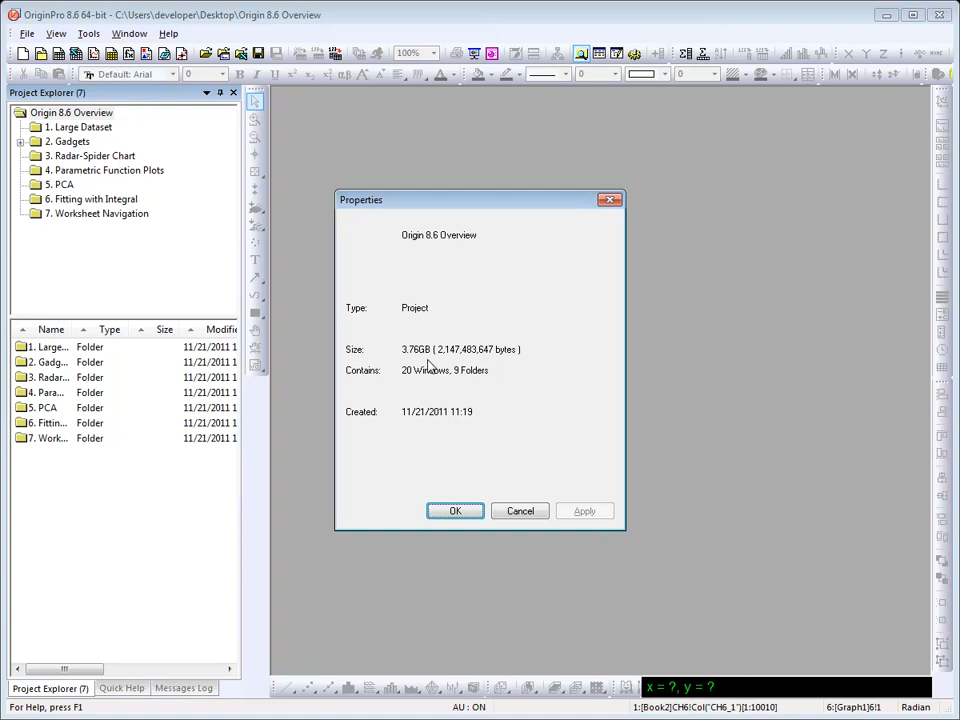 OriginPro 8.6 64-bit - C:\Users\developer\Desktop\Origin 8.6 Overview
File View Tools Window Help
100%
Default: Arial 0 B I U 0 0
Project Explorer (7)
Origin 8.6 Overview
1. Large Dataset
2. Gadgets
3. Radar-Spider Chart
4. Parametric Function Plots
5. PCA
6. Fitting with Integral
7. Worksheet Navigation
Name Type Size Modifie
1. Large... Folder 11/21/2011 1
2. Gadg... Folder 11/21/2011 1
3. Radar... Folder 11/21/2011 1
4. Para... Folder 11/21/2011 1
5. PCA Folder 11/21/2011 1
6. Fittin... Folder 11/21/2011 1
7. Work... Folder 11/21/2011 1
Properties
Origin 8.6 Overview
Type: Project
Size: 3.76GB ( 2,147,483,647 bytes )
Contains: 20 Windows, 9 Folders
Created: 11/21/2011 11:19
OK Cancel Apply
Project Explorer (7) Quick Help Messages Log
x = ?, y = ?
For Help, press F1 AU : ON 1:[Book2]CH6!Col("CH6_1")[1:10010] 6:[Graph1]6!1 Radian